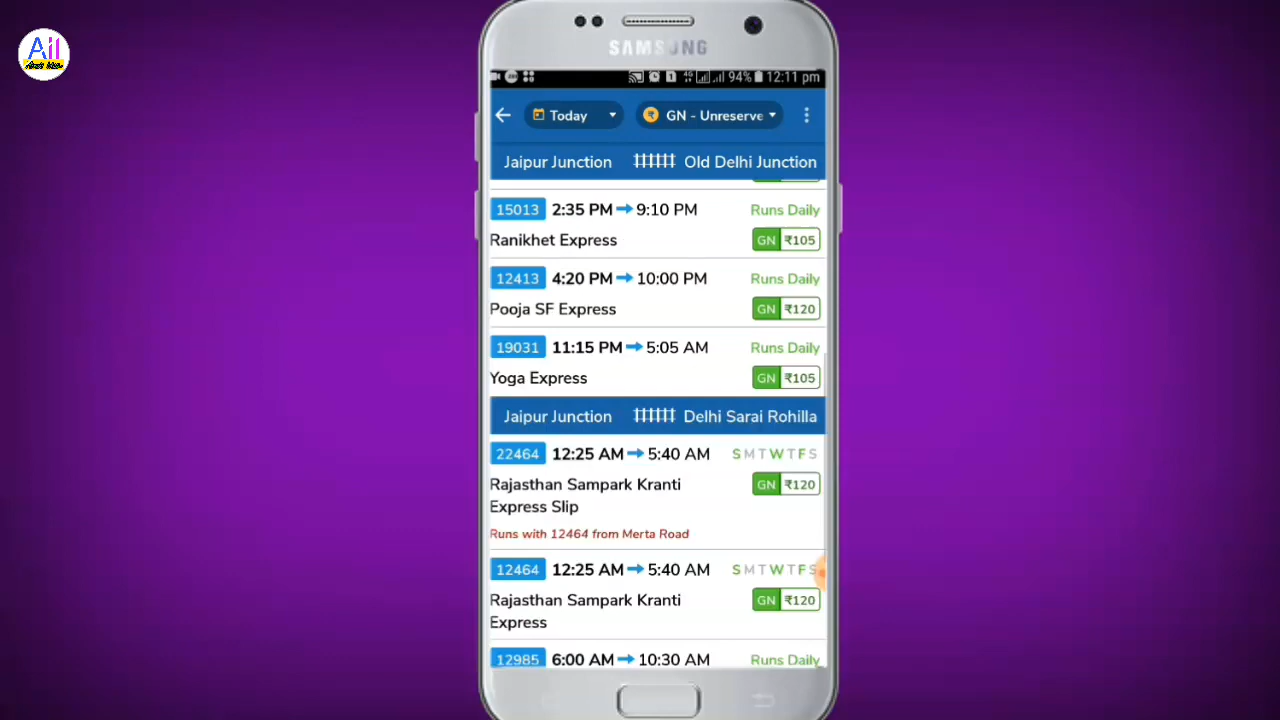 Ail
SAMSUNG
4G 94% 12:11 pm
Today GN - Unreserve
Jaipur Junction Old Delhi Junction
15013 2:35 PM 9:10 PM Runs Daily
Ranikhet Express GN ₹105
12413 4:20 PM 10:00 PM Runs Daily
Pooja SF Express GN ₹120
19031 11:15 PM 5:05 AM Runs Daily
Yoga Express GN ₹105
Jaipur Junction Delhi Sarai Rohilla
22464 12:25 AM 5:40 AM S M T W T F S
Rajasthan Sampark Kranti GN ₹120
Express Slip
Runs with 12464 from Merta Road
12464 12:25 AM 5:40 AM S M T W T F S
Rajasthan Sampark Kranti GN ₹120
Express
12985 6:00 AM 10:30 AM Runs Daily